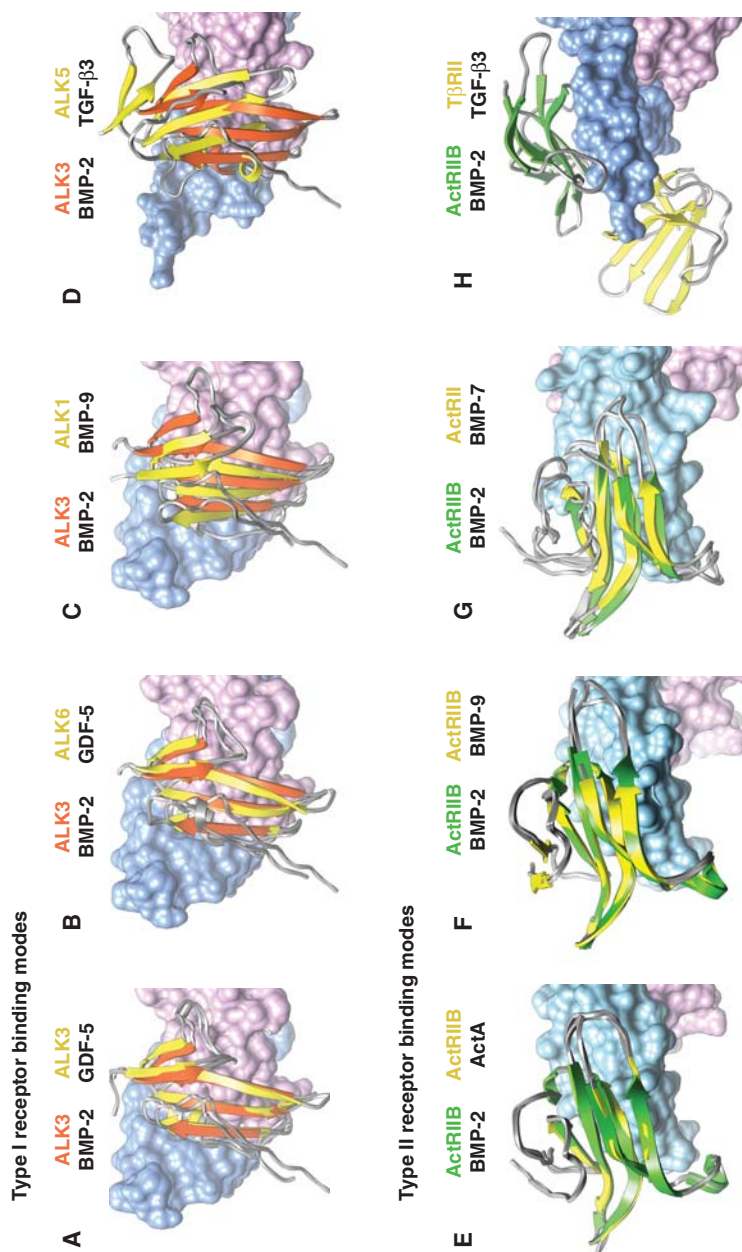 Type I receptor binding modes
A
ALK3 ALK3
BMP-2 GDF-5
B
ALK3 ALK6
BMP-2 GDF-5
C
ALK3 ALK1
BMP-2 BMP-9
D
ALK3 ALK5
BMP-2 TGF-β3
Type II receptor binding modes
E
ActRIIB ActRIIB
BMP-2 ActA
F
ActRIIB ActRIIB
BMP-2 BMP-9
G
ActRIIB ActRII
BMP-2 BMP-7
H
ActRIIB TβRII
BMP-2 TGF-β3